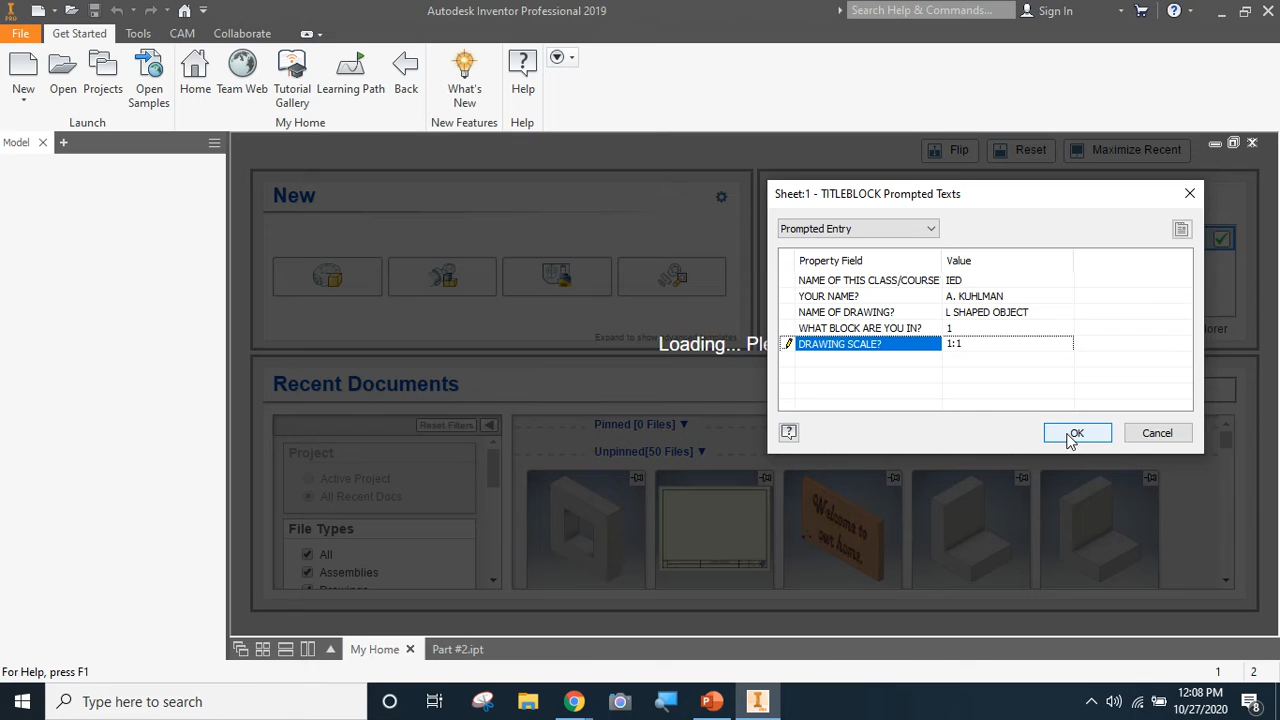 PRO
Autodesk Inventor Professional 2019
Search Help & Commands...
Sign In
File
Get Started
Tools
CAM
Collaborate
New
Open
Projects
Open Samples
Home
Team Web
Tutorial Gallery
Learning Path
Back
What's New
Help
Launch
My Home
New Features
Help
Model
Flip
Reset
Maximize Recent
New
Sheet:1 - TITLEBLOCK Prompted Texts
Prompted Entry
Property Field Value
NAME OF THIS CLASS/COURSE IED
YOUR NAME? A. KUHLMAN
NAME OF DRAWING? L SHAPED OBJECT
WHAT BLOCK ARE YOU IN? 1
DRAWING SCALE? 1:1
OK
Cancel
Loading...
Recent Documents
Reset Filters
Project
Active Project
All Recent Docs
File Types
All
Assemblies
Pinned [0 Files]
Unpinned[50 Files]
Welcome to our home.
My Home
Part #2.ipt
For Help, press F1
1 2
Type here to search
12:08 PM
10/27/2020
8